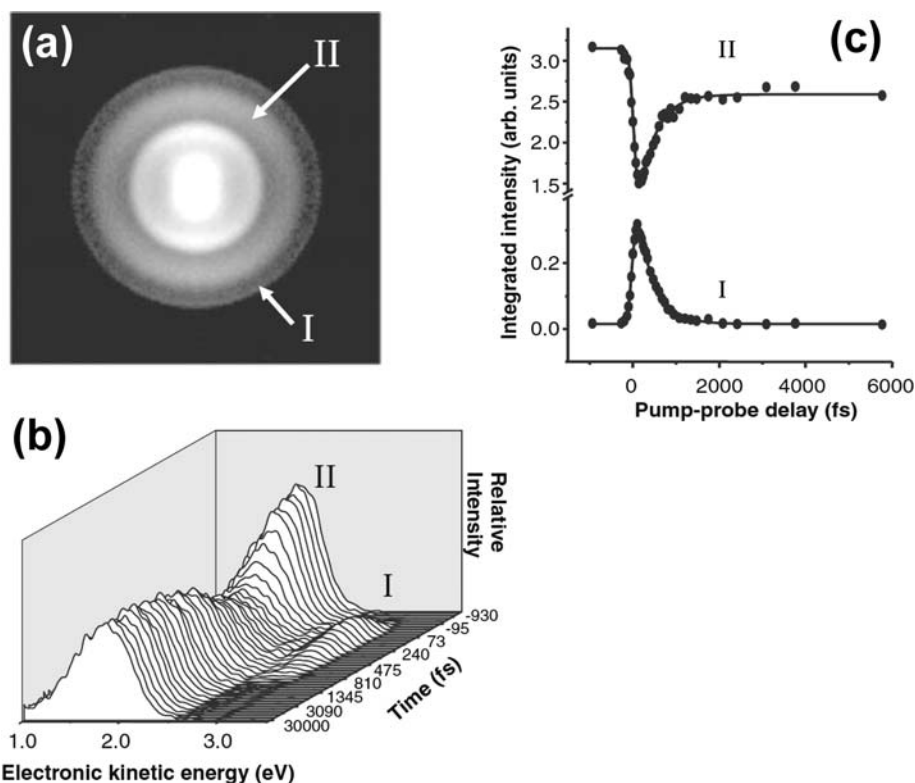 (a)
II
I
(c)
II
I
Integrated intensity (arb. units)
3.0
2.5
2.0
1.5
0.2
0.0
0 2000 4000 6000
Pump-probe delay (fs)
(b)
II
I
Relative
Intensity
-930
-95
73
240
475
810
1345
3090
30000
Time (fs)
1.0 2.0 3.0
Electronic kinetic energy (eV)